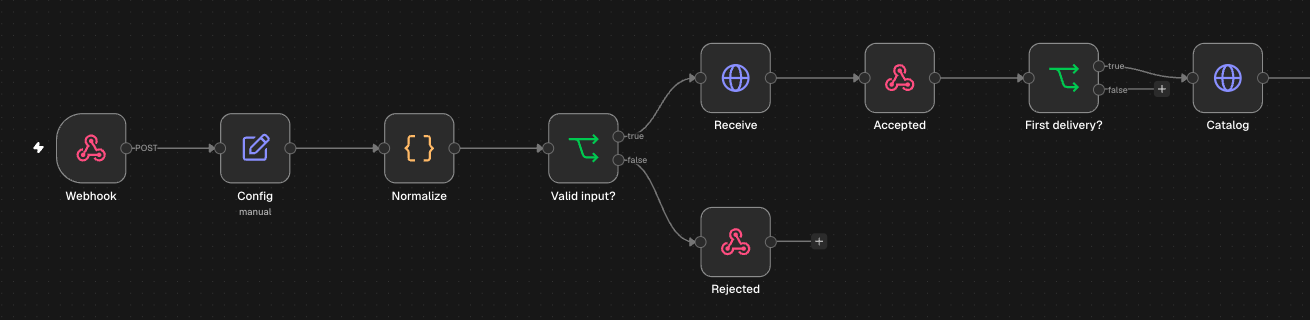 Receive
Accepted
true
false
First delivery?
Catalog
POST
Webhook
Config
manual
Normalize
true
false
Valid input?
Rejected